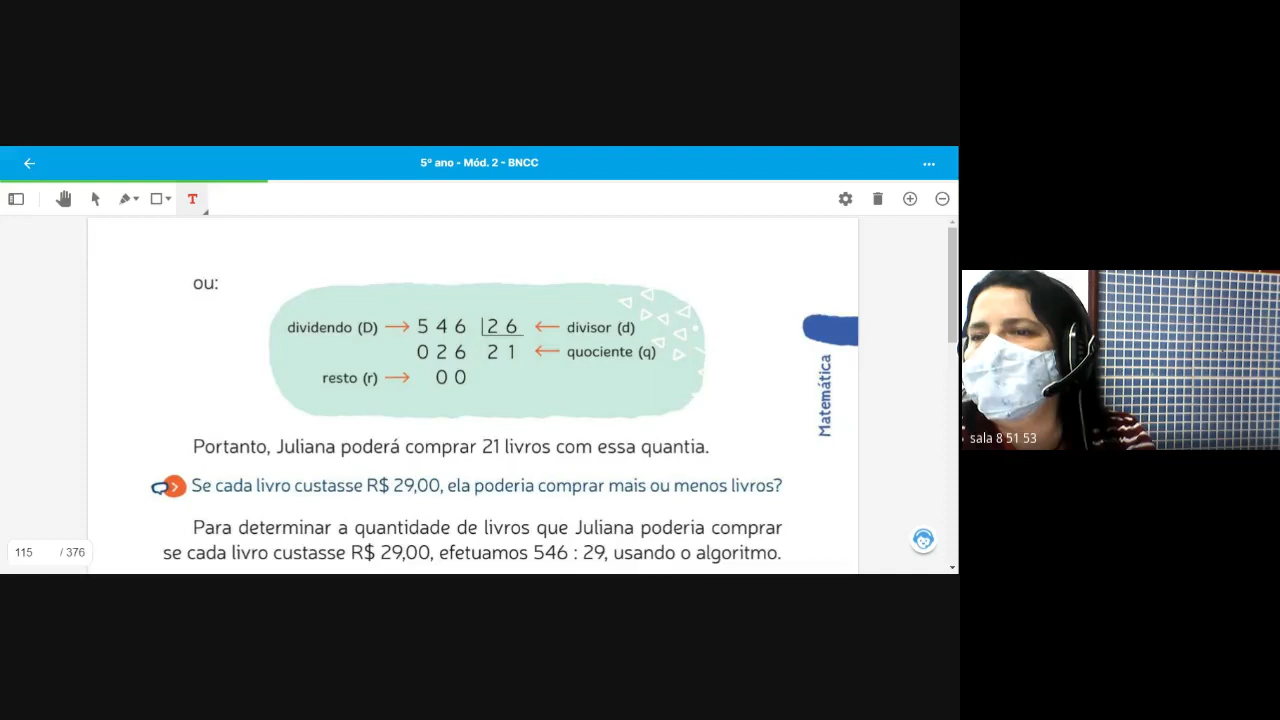 5º ano - Mód. 2 - BNCC
T
ou:
dividendo (D) → 5 4 6 26 ← divisor (d)
0 2 6 2 1 ← quociente (q)
resto (r) → 0 0
Matemática
Portanto, Juliana poderá comprar 21 livros com essa quantia.
Se cada livro custasse R$ 29,00, ela poderia comprar mais ou menos livros?
Para determinar a quantidade de livros que Juliana poderia comprar
se cada livro custasse R$ 29,00, efetuamos 546 : 29, usando o algoritmo.
115 / 376
sala 8 51 53